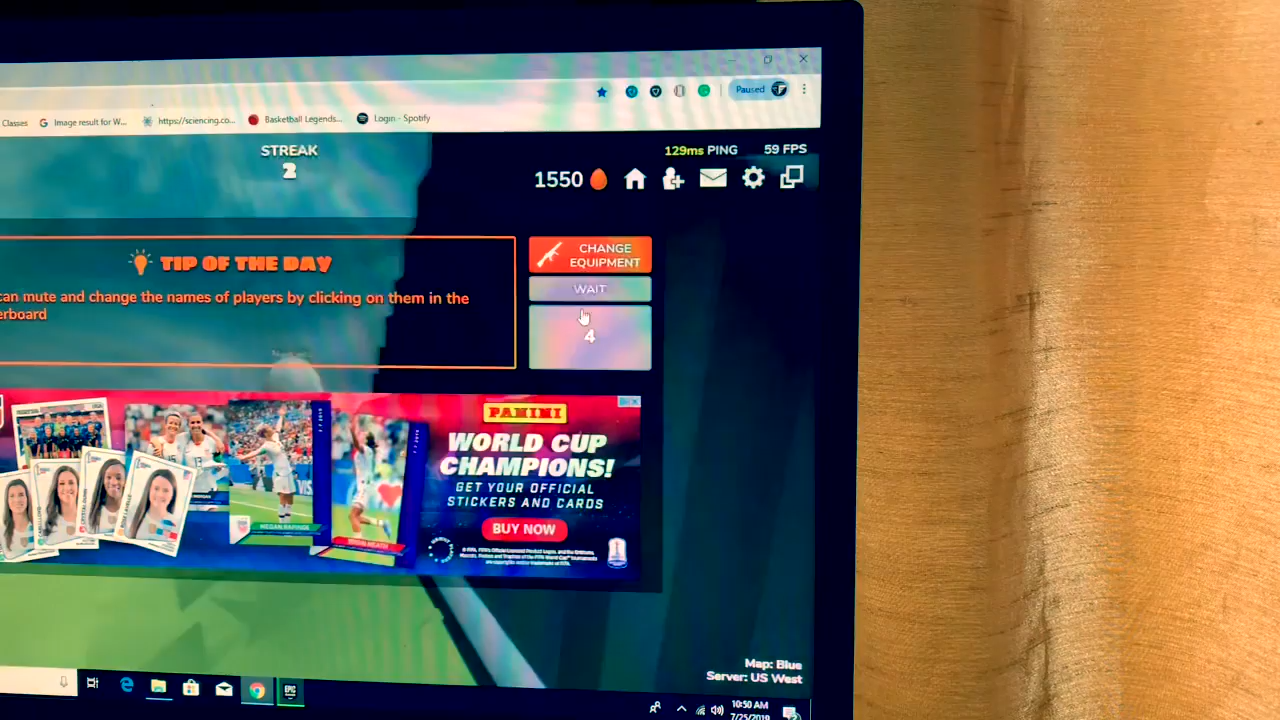 Paused
Classes
Image result for W...
https://sciencing.co...
Basketball Legends...
Login - Spotify
STREAK
2
129ms PING
59 FPS
1550
TIP OF THE DAY
can mute and change the names of players by clicking on them in the
erboard
CHANGE
EQUIPMENT
WAIT
4
PANINI
WORLD CUP
CHAMPIONS!
GET YOUR OFFICIAL
STICKERS AND CARDS
BUY NOW
MEGAN RAPINOE
Map: Blue
Server: US West
EPIC
10:50 AM
7/25/2019